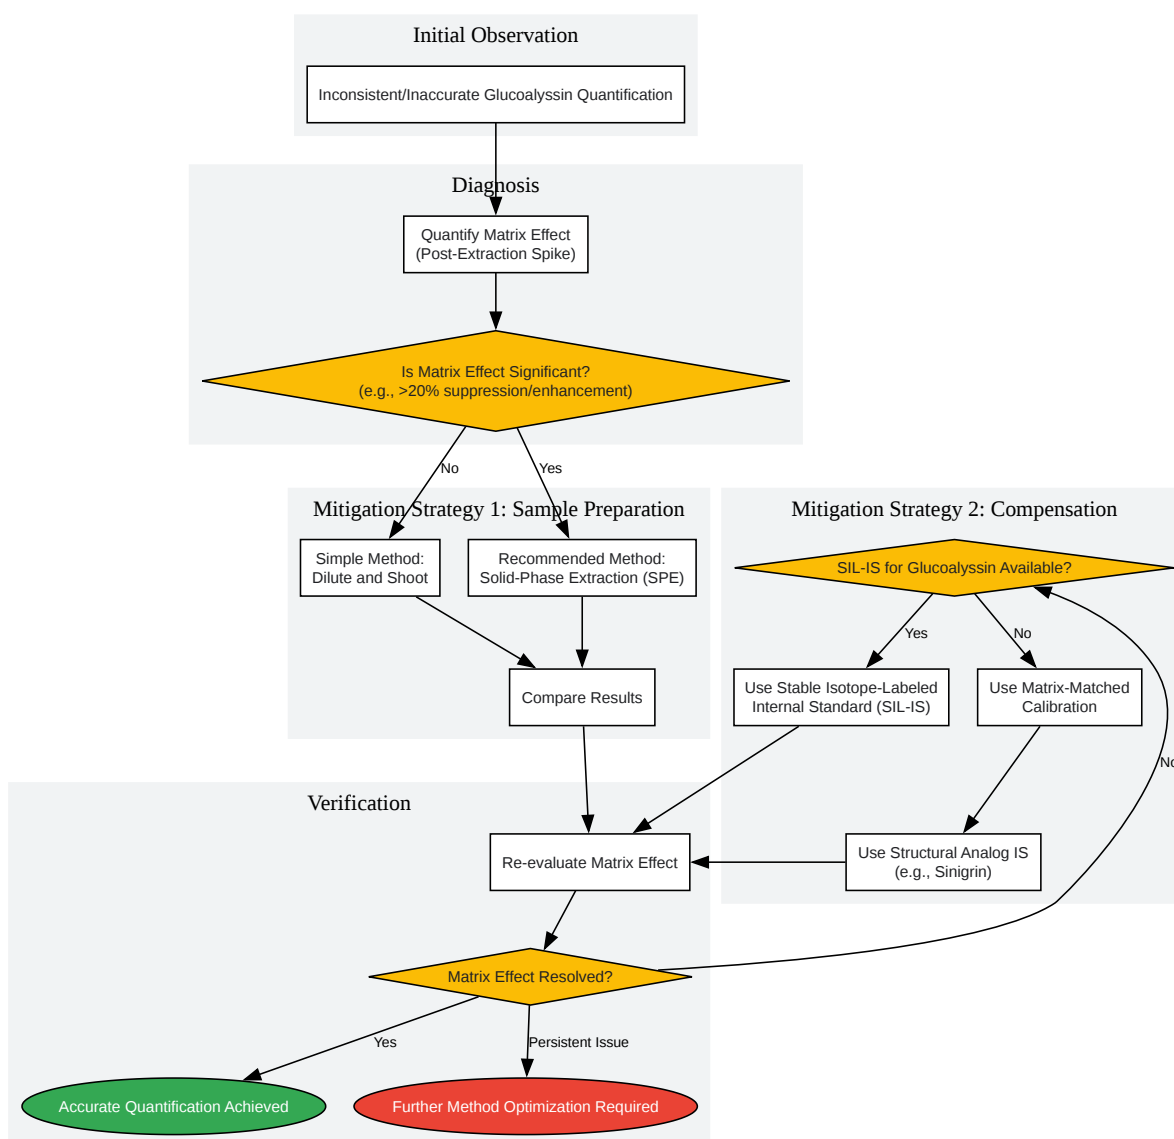 Initial Observation
Inconsistent/Inaccurate Glucoalyssin Quantification
Diagnosis
Quantify Matrix Effect
(Post-Extraction Spike)
Is Matrix Effect Significant?
(e.g., >20% suppression/enhancement)
No
Yes
Mitigation Strategy 1: Sample Preparation
Simple Method:
Dilute and Shoot
Recommended Method:
Solid-Phase Extraction (SPE)
Compare Results
Mitigation Strategy 2: Compensation
SIL-IS for Glucoalyssin Available?
Yes
No
Use Stable Isotope-Labeled
Internal Standard (SIL-IS)
Use Matrix-Matched
Calibration
No
Use Structural Analog IS
(e.g., Sinigrin)
Verification
Re-evaluate Matrix Effect
Matrix Effect Resolved?
Yes
Persistent Issue
Accurate Quantification Achieved
Further Method Optimization Required